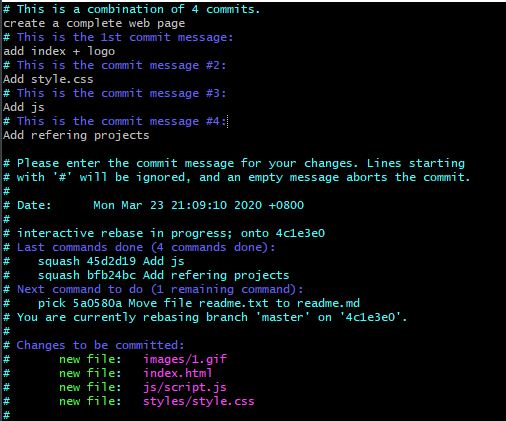 # This is a combination of 4 commits.
create a complete web page
# This is the 1st commit message:
add index + logo
# This is the commit message #2:
Add style.css
# This is the commit message #3:
Add js
# This is the commit message #4:
Add refering projects

# Please enter the commit message for your changes. Lines starting
# with '#' will be ignored, and an empty message aborts the commit.
#
# Date:      Mon Mar 23 21:09:10 2020 +0800
#
# interactive rebase in progress; onto 4c1e3e0
# Last commands done (4 commands done):
#    squash 45d2d19 Add js
#    squash bfb24bc Add refering projects
# Next command to do (1 remaining command):
#    pick 5a0580a Move file readme.txt to readme.md
# You are currently rebasing branch 'master' on '4c1e3e0'.
#
# Changes to be committed:
#       new file:   images/1.gif
#       new file:   index.html
#       new file:   js/script.js
#       new file:   styles/style.css
#